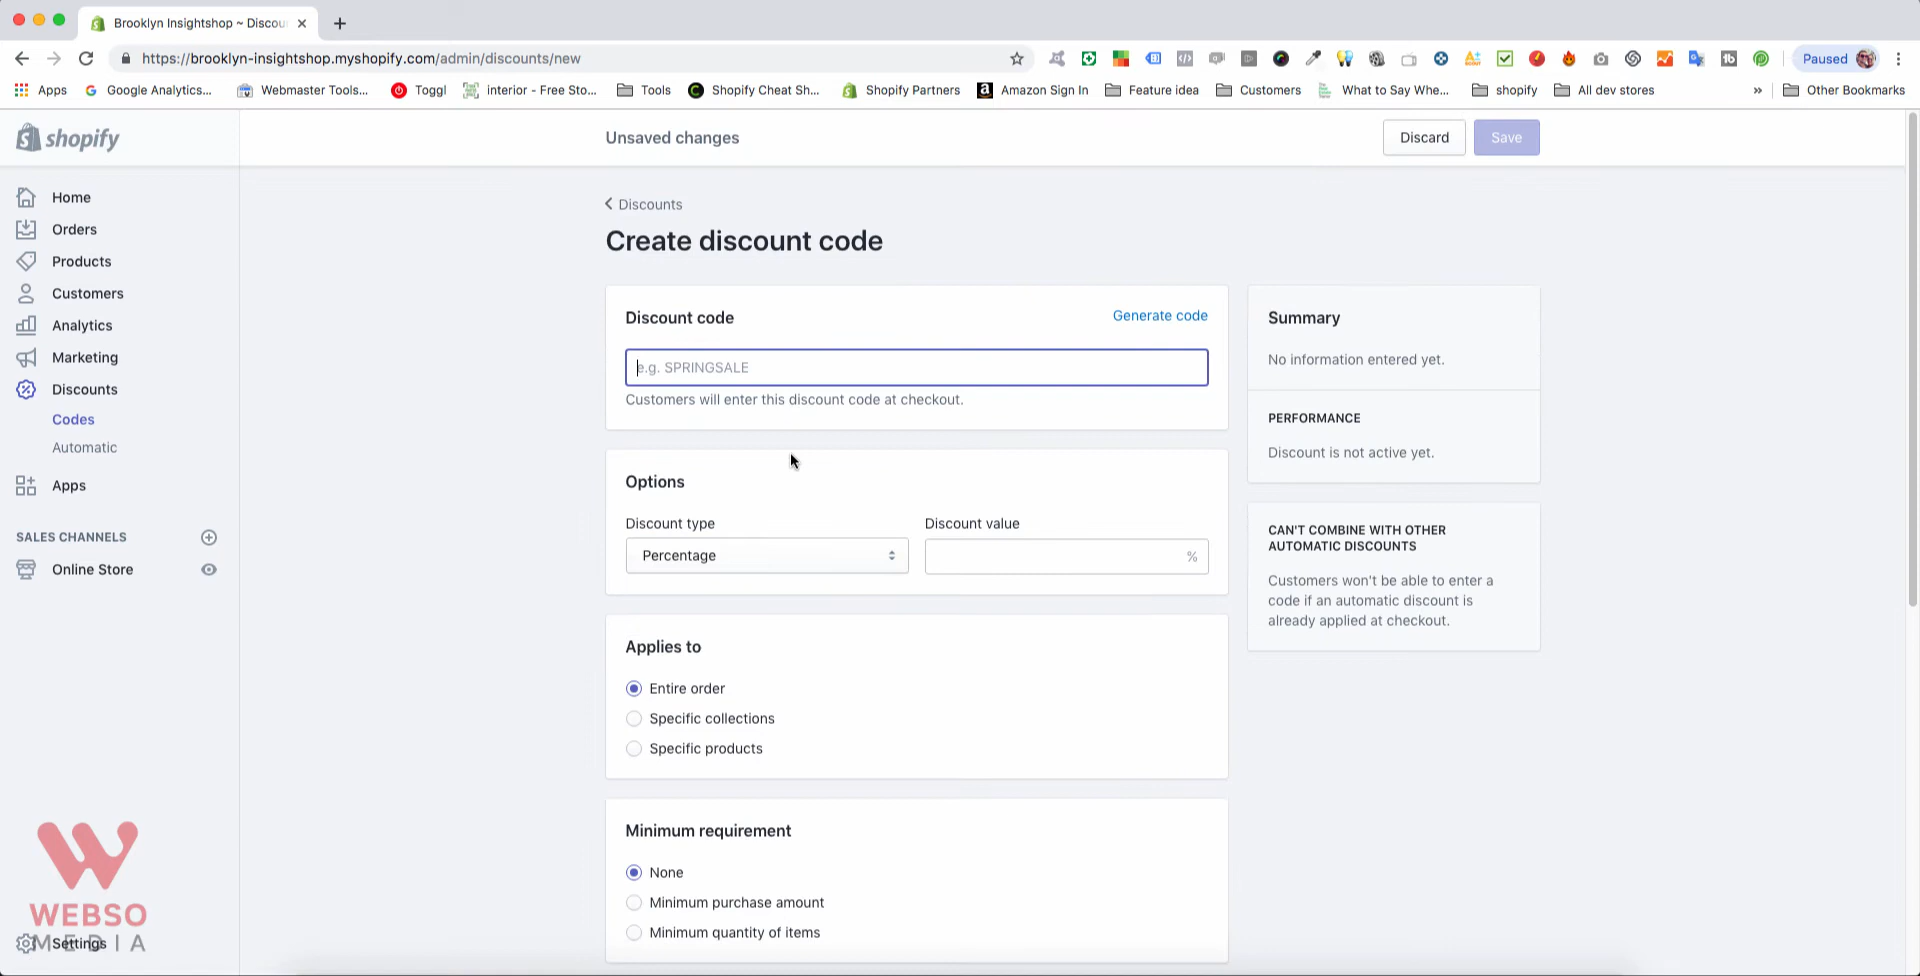 Brooklyn Insightshop ~ Discou
https://brooklyn-insightshop.myshopify.com/admin/discounts/new
Paused
Apps
Google Analytics...
Webmaster Tools...
Toggl
interior - Free Sto...
Tools
Shopify Cheat Sh...
Shopify Partners
Amazon Sign In
Feature idea
Customers
What to Say Whe...
shopify
All dev stores
»
Other Bookmarks
shopify
Unsaved changes
Discard
Save
Home
Orders
Products
Customers
Analytics
Marketing
Discounts
Codes
Automatic
Apps
SALES CHANNELS
Online Store
WEBSO
MEDIA
Settings
Discounts
Create discount code
Discount code
Generate code
e.g. SPRINGSALE
Customers will enter this discount code at checkout.
Options
Discount type
Discount value
Percentage
%
Applies to
Entire order
Specific collections
Specific products
Minimum requirement
None
Minimum purchase amount
Minimum quantity of items
Summary
No information entered yet.
PERFORMANCE
Discount is not active yet.
CAN'T COMBINE WITH OTHER
AUTOMATIC DISCOUNTS
Customers won't be able to enter a
code if an automatic discount is
already applied at checkout.